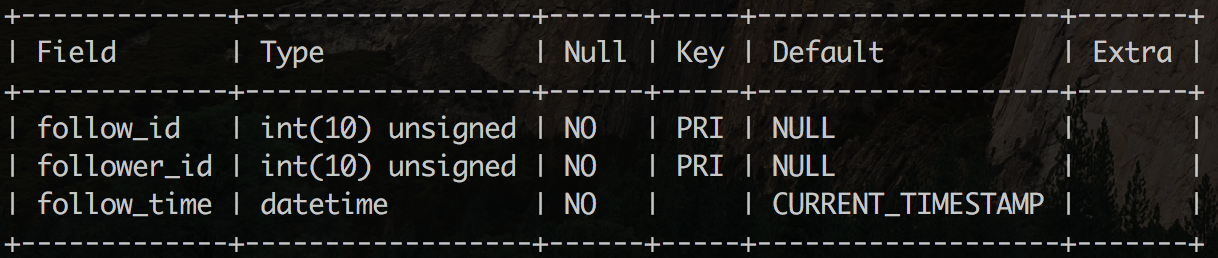 +-------------+------------------+------+-----+-------------------+-------+
| Field       | Type             | Null | Key | Default           | Extra |
+-------------+------------------+------+-----+-------------------+-------+
| follow_id   | int(10) unsigned | NO   | PRI | NULL              |       |
| follower_id | int(10) unsigned | NO   | PRI | NULL              |       |
| follow_time | datetime         | NO   |     | CURRENT_TIMESTAMP |       |
+-------------+------------------+------+-----+-------------------+-------+